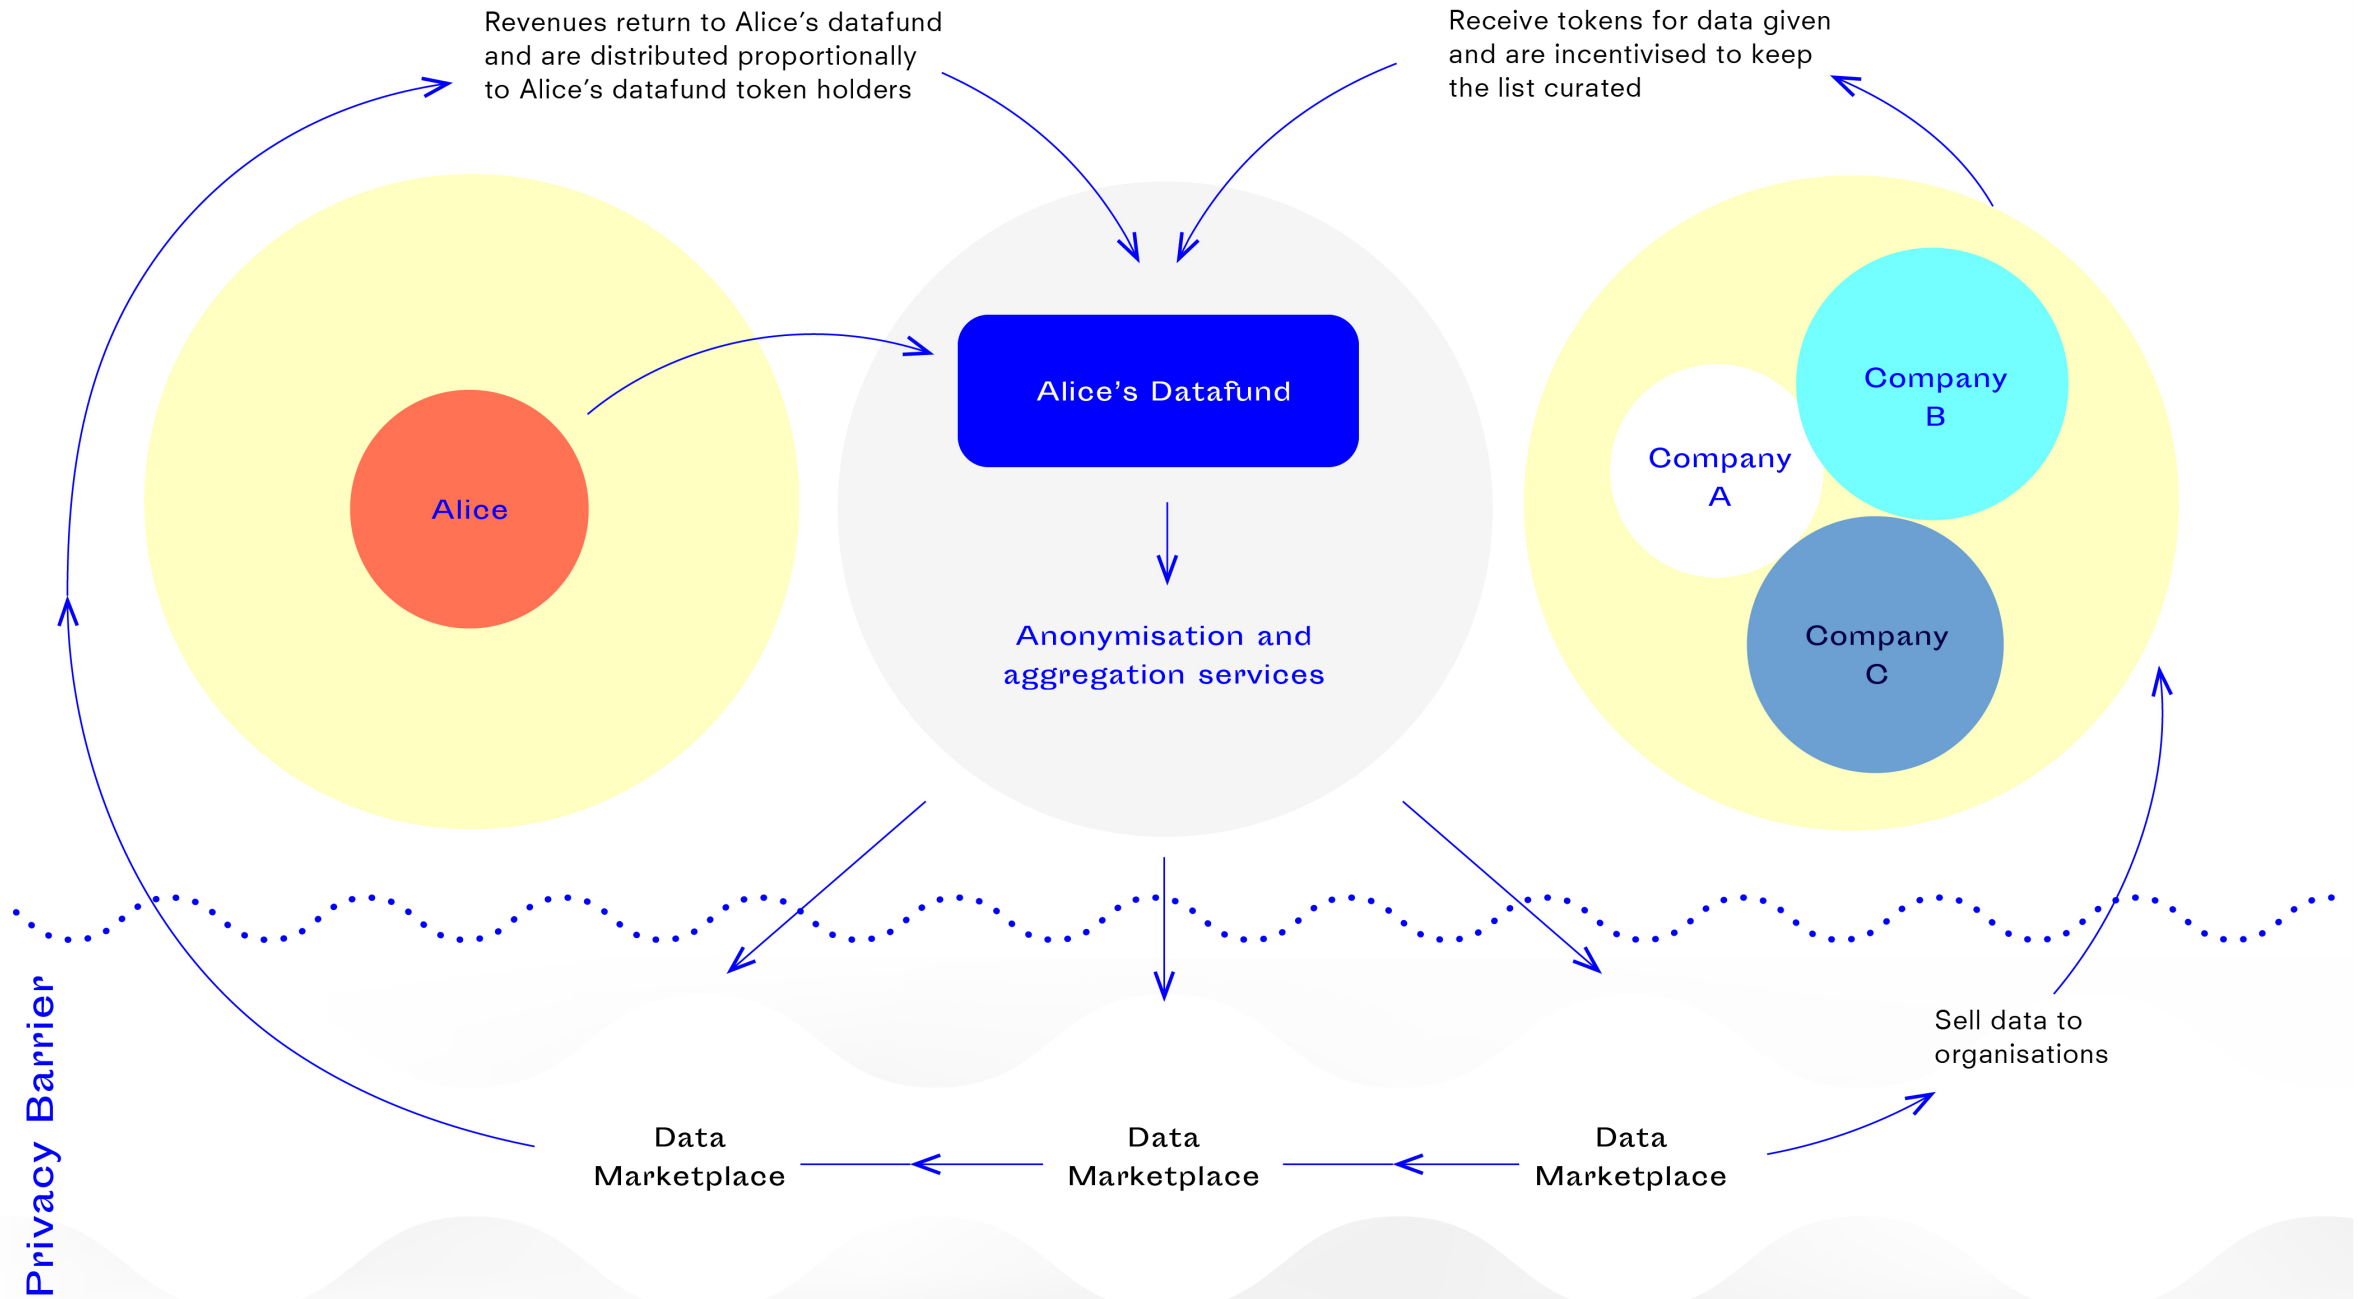 Revenues return to Alice’s datafund
and are distributed proportionally
to Alice’s datafund token holders
Receive tokens for data given
and are incentivised to keep
the list curated
Alice
Alice’s Datafund
Anonymisation and
aggregation services
Company
A
Company
B
Company
C
Privacy Barrier
Sell data to
organisations
Data
Marketplace
Data
Marketplace
Data
Marketplace